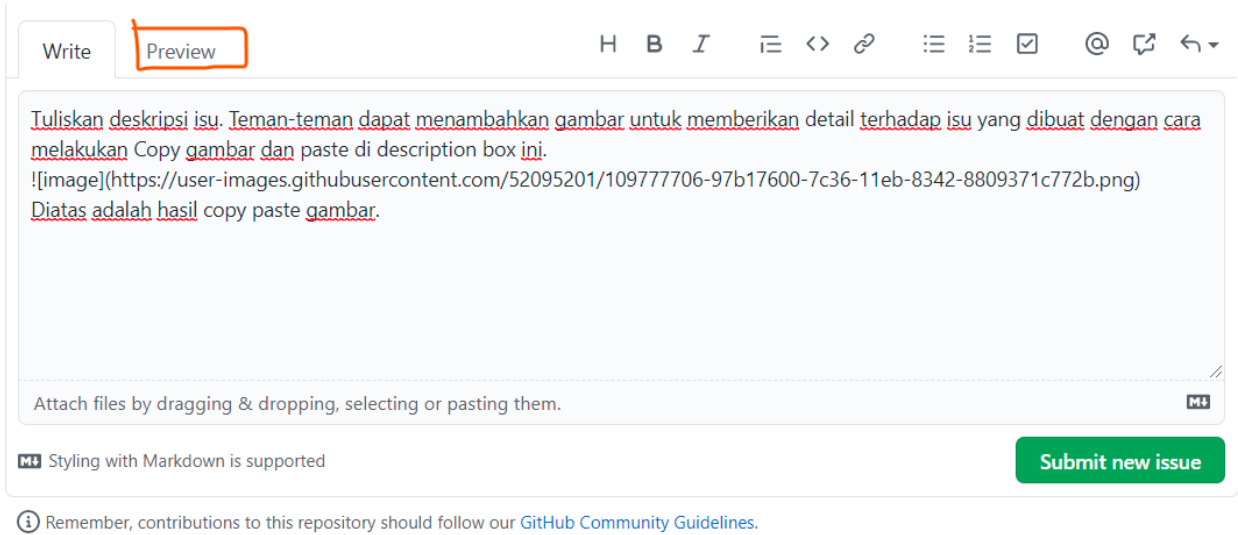 Write
Preview
Tuliskan deskripsi isu. Teman-teman dapat menambahkan gambar untuk memberikan detail terhadap isu yang dibuat dengan cara
melakukan Copy gambar dan paste di description box ini.
![image](https://user-images.githubusercontent.com/52095201/109777706-97b17600-7c36-11eb-8342-8809371c772b.png)
Diatas adalah hasil copy paste gambar.
Attach files by dragging & dropping, selecting or pasting them.
Styling with Markdown is supported
Submit new issue
Remember, contributions to this repository should follow our GitHub Community Guidelines.